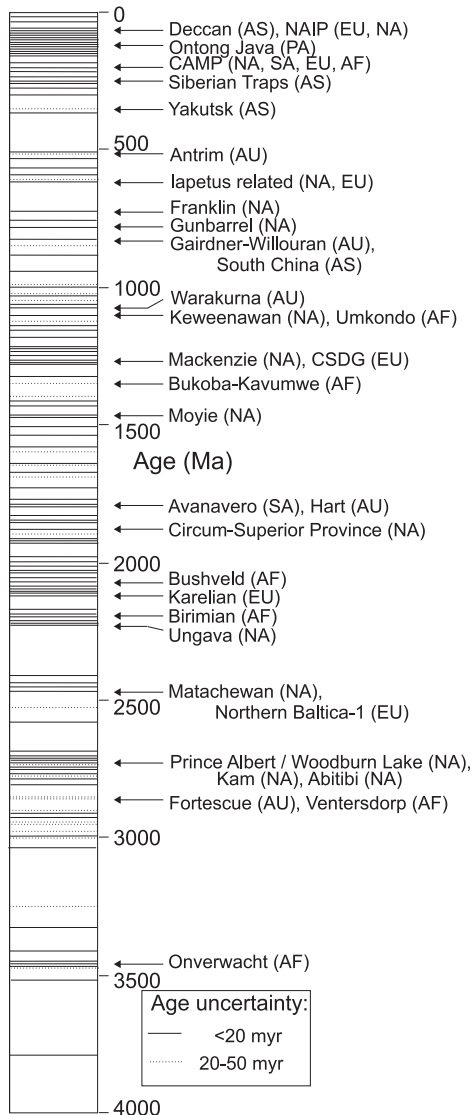 0
Deccan (AS), NAIP (EU, NA)
Ontong Java (PA)
CAMP (NA, SA, EU, AF)
Siberian Traps (AS)
Yakutsk (AS)
500
Antrim (AU)
Iapetus related (NA, EU)
Franklin (NA)
Gunbarrel (NA)
Gairdner-Willouran (AU),
South China (AS)
1000
Warakurna (AU)
Keweenawan (NA), Umkondo (AF)
Mackenzie (NA), CSDG (EU)
Bukoba-Kavumwe (AF)
Moyie (NA)
1500
Age (Ma)
Avanavero (SA), Hart (AU)
Circum-Superior Province (NA)
2000
Bushveld (AF)
Karelian (EU)
Birimian (AF)
Ungava (NA)
Matachewan (NA),
2500
Northern Baltica-1 (EU)
Prince Albert / Woodburn Lake (NA),
Kam (NA), Abitibi (NA)
Fortescue (AU), Ventersdorp (AF)
3000
Onverwacht (AF)
3500
Age uncertainty:
<20 myr
20-50 myr
4000